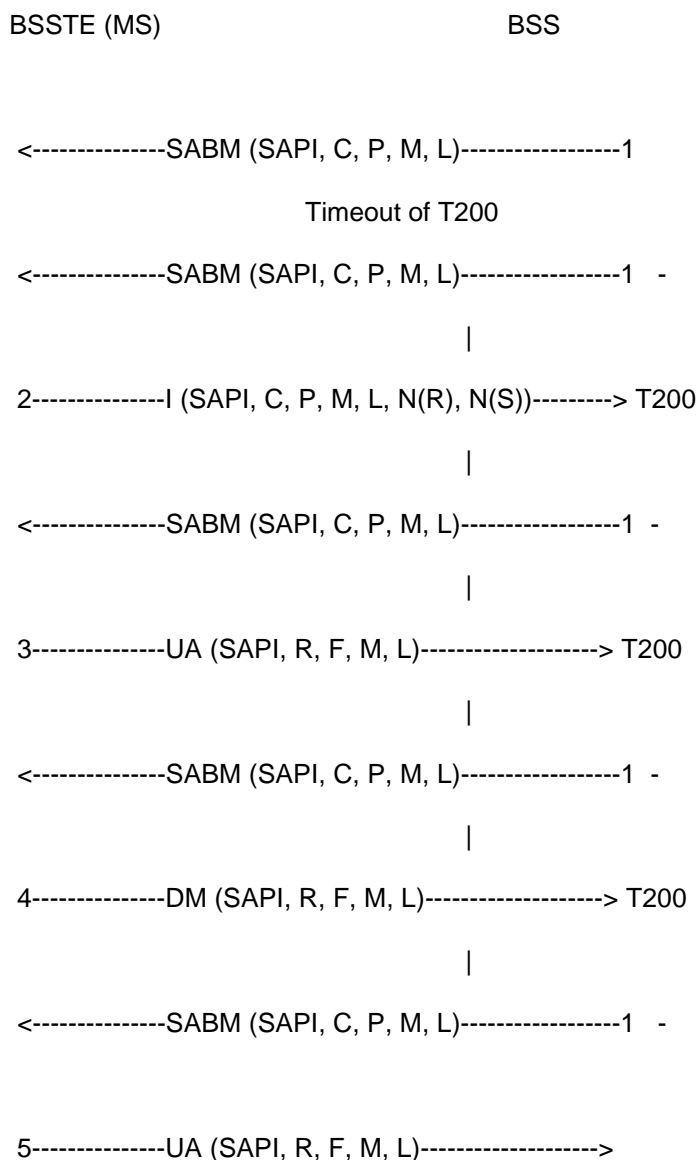 BSSTE (MS) BSS
<---------------SABM (SAPI, C, P, M, L)------------------1
Timeout of T200
<---------------SABM (SAPI, C, P, M, L)------------------1 -
|
2---------------I (SAPI, C, P, M, L, N(R), N(S))---------> T200
|
<---------------SABM (SAPI, C, P, M, L)------------------1 -
|
3---------------UA (SAPI, R, F, M, L)--------------------> T200
|
<---------------SABM (SAPI, C, P, M, L)------------------1 -
|
4---------------DM (SAPI, R, F, M, L)--------------------> T200
|
<---------------SABM (SAPI, C, P, M, L)------------------1 -
5---------------UA (SAPI, R, F, M, L)-------------------->